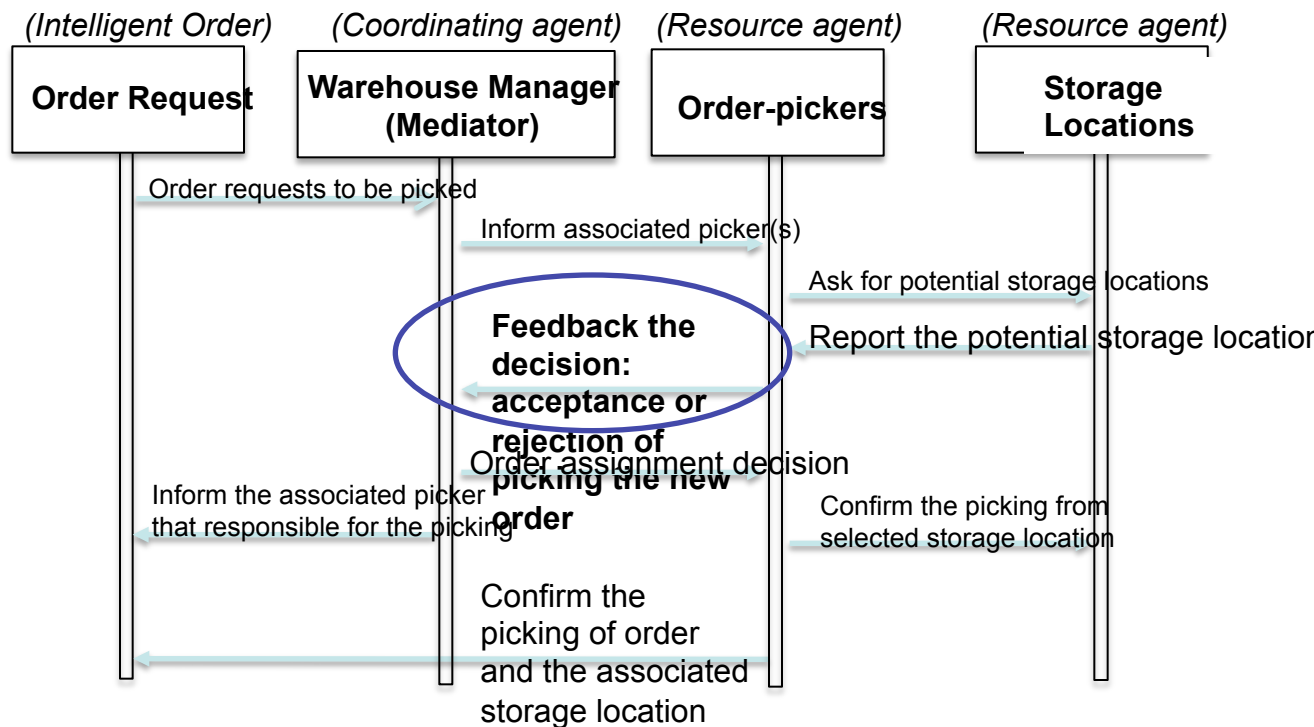 (Intelligent Order)
(Coordinating agent)
(Resource agent)
(Resource agent)
Order Request
Warehouse Manager
(Mediator)
Order-pickers
Storage
Locations
Order requests to be picked
Inform associated picker(s)
Ask for potential storage locations
Report the potential storage location
Feedback the
decision:
acceptance or
rejection of
picking the new
order
Order assignment decision
Inform the associated picker
that responsible for the picking
Confirm the picking from
selected storage location
Confirm the
picking of order
and the associated
storage location